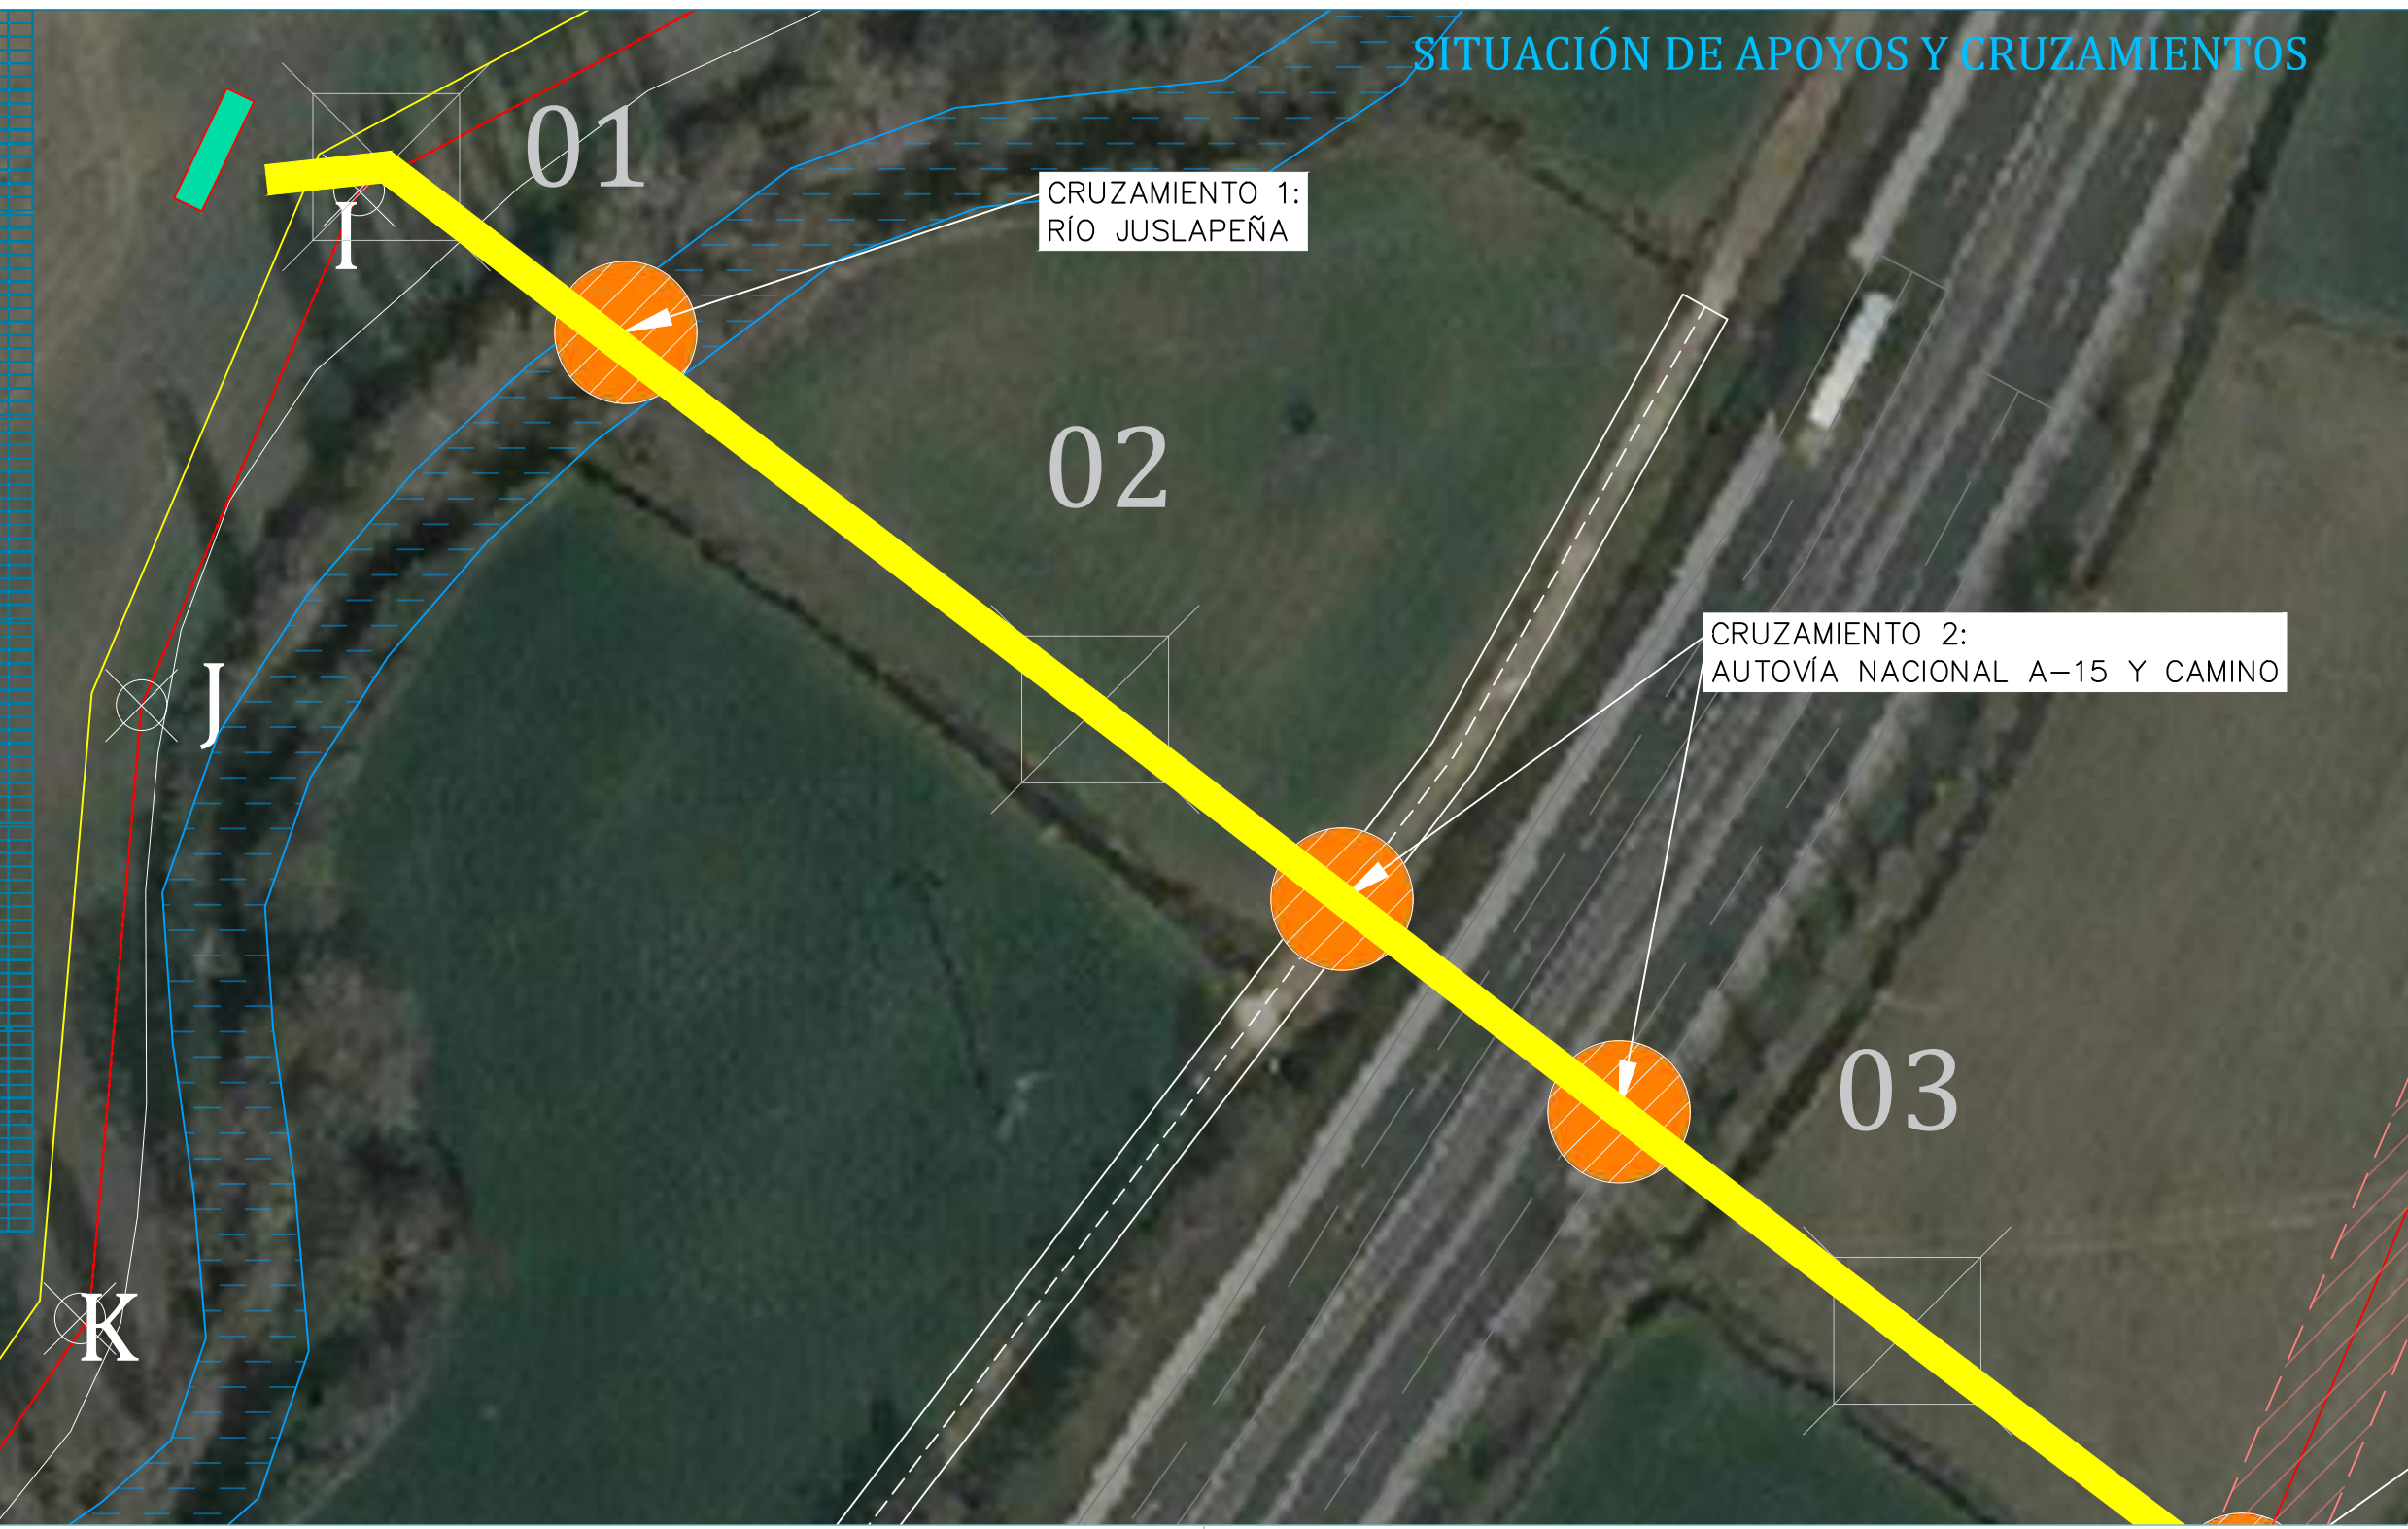 SITUACIÓN DE APOYOS Y CRUZAMIENTOS
01
I
CRUZAMIENTO 1:
RÍO JUSLAPEÑA
02
CRUZAMIENTO 2:
AUTOVÍA NACIONAL A-15 Y CAMINO
J
03
K